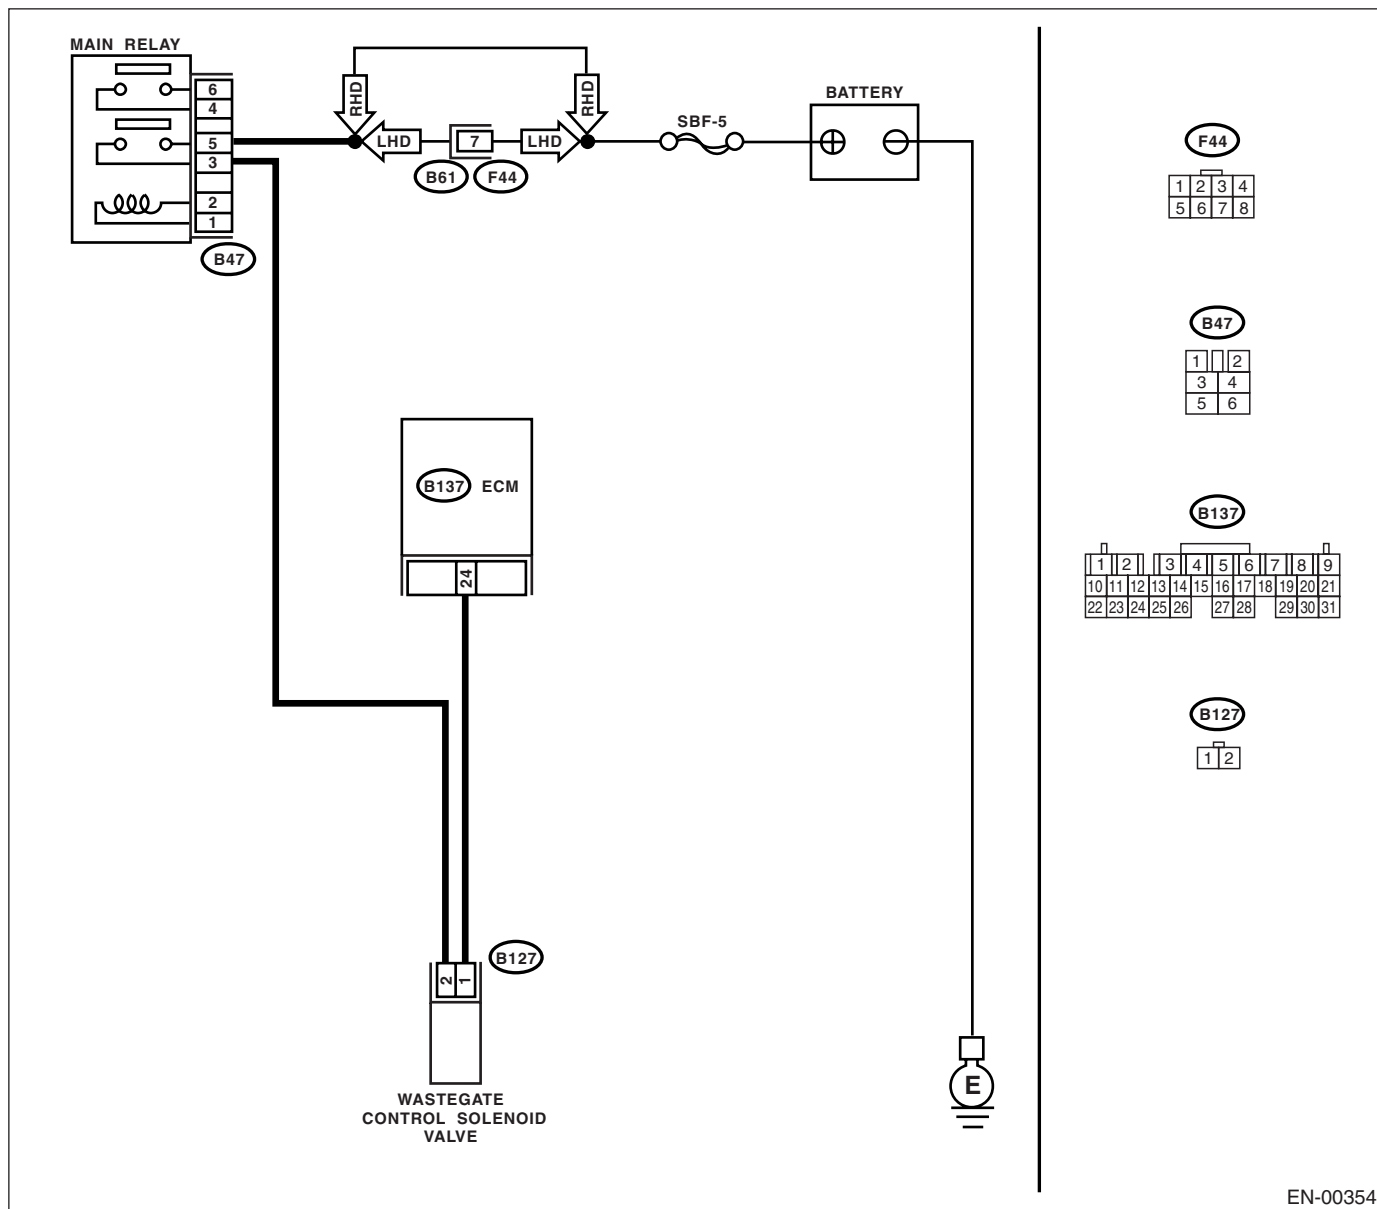 MAIN RELAY
6
4
5
3
2
1
B47
RHD
RHD
LHD
7
LHD
B61
F44
SBF-5
BATTERY
B137 ECM
24
B127
2 1
WASTEGATE
CONTROL SOLENOID
VALVE
E
F44
1 2 3 4
5 6 7 8
B47
1 2
3 4
5 6
B137
1 2 3 4 5 6 7 8 9
10 11 12 13 14 15 16 17 18 19 20 21
22 23 24 25 26 27 28 29 30 31
B127
1 2
EN-00354